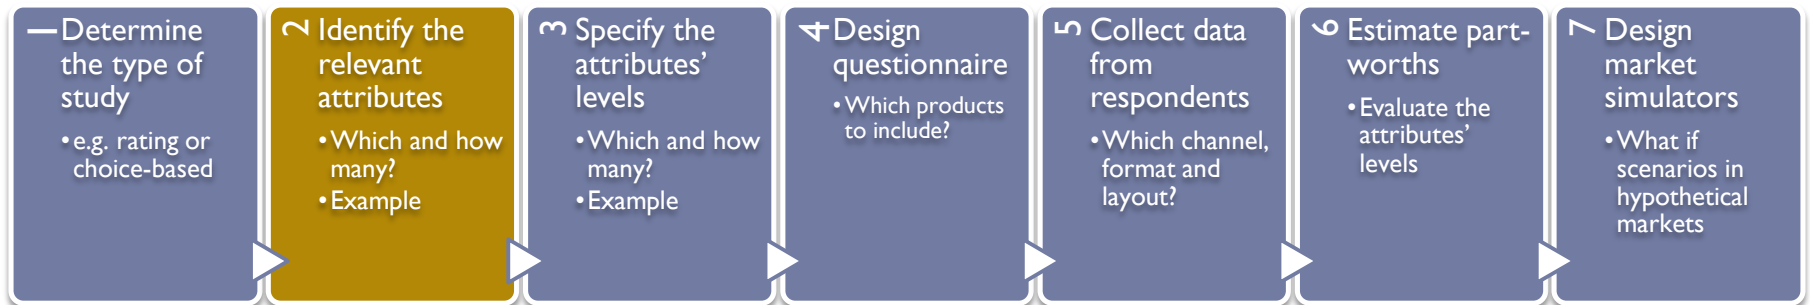 1 Determine
the type of
study
•e.g. rating or
choice-based
2 Identify the
relevant
attributes
•Which and how
many?
•Example
3 Specify the
attributes’
levels
•Which and how
many?
•Example
4 Design
questionnaire
•Which products
to include?
5 Collect data
from
respondents
•Which channel,
format and
layout?
6 Estimate part-
worths
•Evaluate the
attributes’
levels
7 Design
market
simulators
•What if
scenarios in
hypothetical
markets